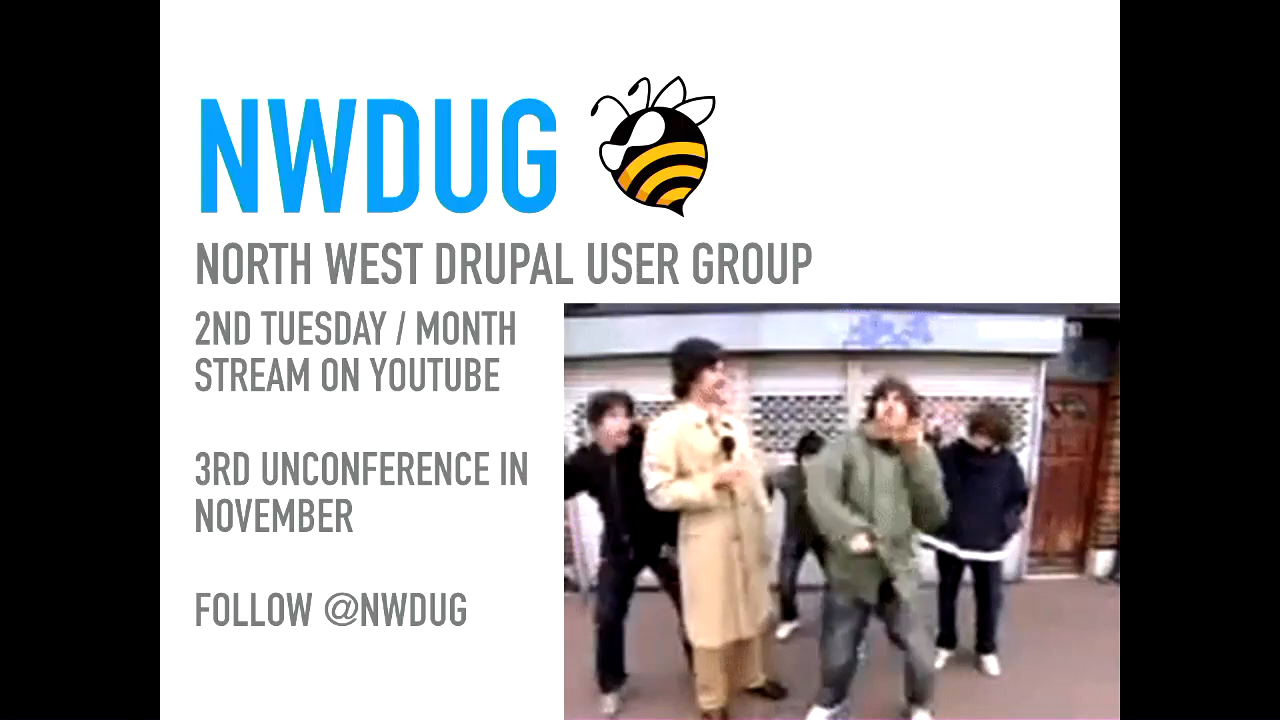 NWDUG
NORTH WEST DRUPAL USER GROUP
2ND TUESDAY / MONTH
STREAM ON YOUTUBE
3RD UNCONFERENCE IN
NOVEMBER
FOLLOW @NWDUG